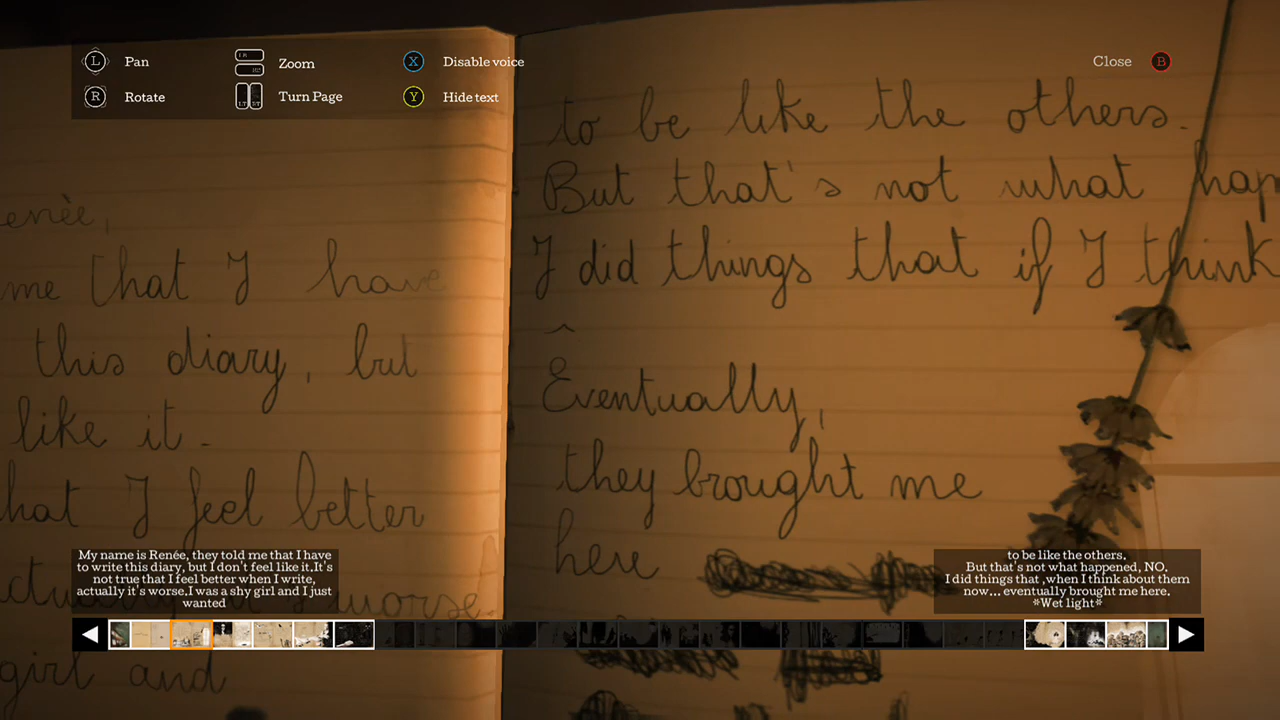 Pan
Zoom
Disable voice
Close
Rotate
Turn Page
Hide text
L
R
X
Y
B
enèe,
me that I have
this diary, but
like it.
hat I feel better
actually it's worse.
girl and
to be like the others.
But that's not what hap
I did things that if I think
Eventually,
they brought me
here
My name is Renée, they told me that I have
to write this diary, but I don't feel like it.It's
not true that I feel better when I write,
actually it's worse.I was a shy girl and I just
wanted
to be like the others.
But that's not what happened, NO.
I did things that ,when I think about them
now... eventually brought me here.
*Wet light*